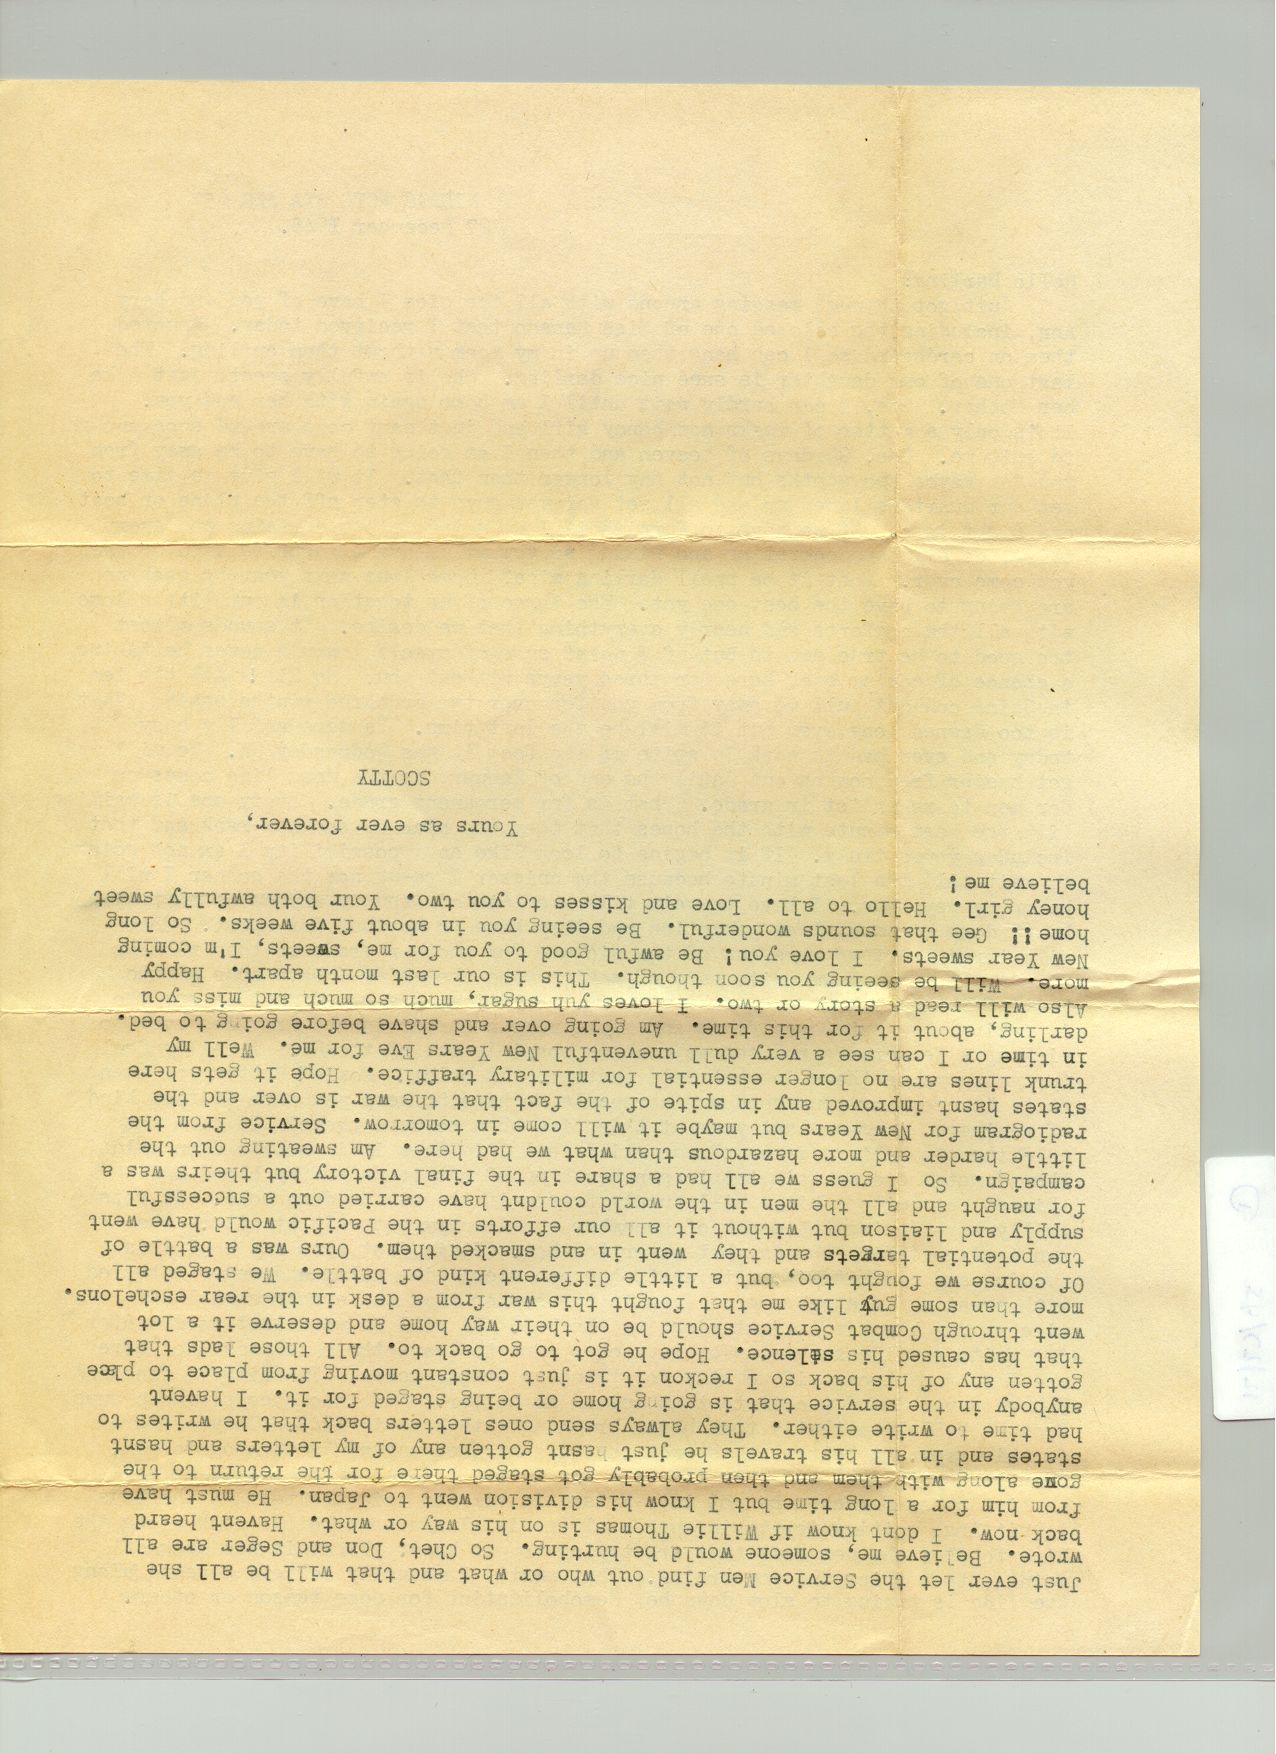 Just ever let the Service Men find out who or what and that will be all she
wrote. Believe me, someone would be hurting. So Chet, Don and Seger are all
back now. I dont know if Willie Thomas is on his way or what. Havent heard
from him for a long time but I know his division went to Japan. He must have
gone along with them and then probably got staged there for the return to the
states and in all his travels he just hasnt gotten any of my letters and hasnt
had time to write either. They always send ones letters back that he writes to
anybody in the service that is going home or being staged for it. I havent
gotten any of his back so I reckon it is just constant moving from place to place
that has caused his silence. Hope he got to go back to. All those lads that
went through Combat Service should be on their way home and deserve it a lot
more than some guy like me that fought this war from a desk in the rear eschelons.
Of course we fought too, but a little different kind of battle. We staged all
the potential targets and they went in and smacked them. Ours was a battle of
supply and liaison but without it all our efforts in the Pacific would have went
for naught and all the men in the world couldnt have carried out a successful
campaign. So I guess we all had a share in the final victory but theirs was a
little harder and more hazardous than what we had here. Am sweating out the
radiogram for New Years but maybe it will come in tomorrow. Service from the
states hasnt improved any in spite of the fact that the war is over and the
trunk lines are no longer essential for military traffice. Hope it gets here
in time or I can see a very dull uneventful New Years Eve for me. Well my
darling, about it for this time. Am going over and shave before going to bed.
Also will read a story or two. I loves yuh sugar, much so much and miss you
more. Will be seeing you soon though. This is our last month apart. Happy
New Year sweets. I love you! Be awful good to you for me, sweets, I'm coming
home!! Gee that sounds wonderful. Be seeing you in about five weeks. So long
honey girl. Hello to all. Love and kisses to you two. Your both awfully sweet
believe me!
Yours as ever forever,
SCOTTY